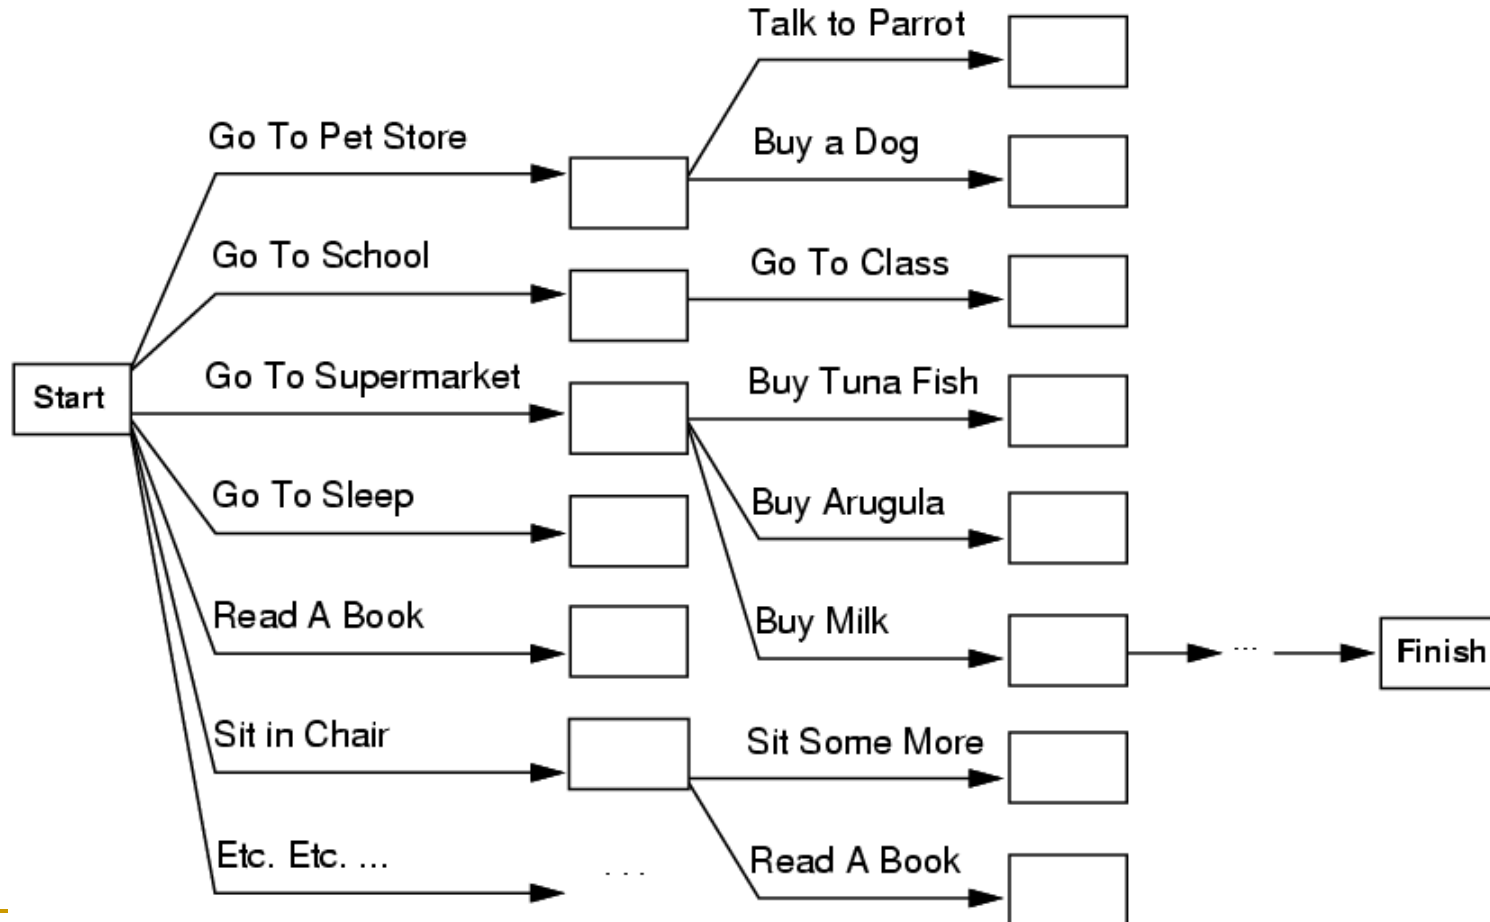 Talk to Parrot
Go To Pet Store
Buy a Dog
Go To School
Go To Class
Start
Go To Supermarket
Buy Tuna Fish
Go To Sleep
Buy Arugula
Read A Book
Buy Milk
...
Finish
Sit in Chair
Sit Some More
Etc. Etc. ...
...
Read A Book